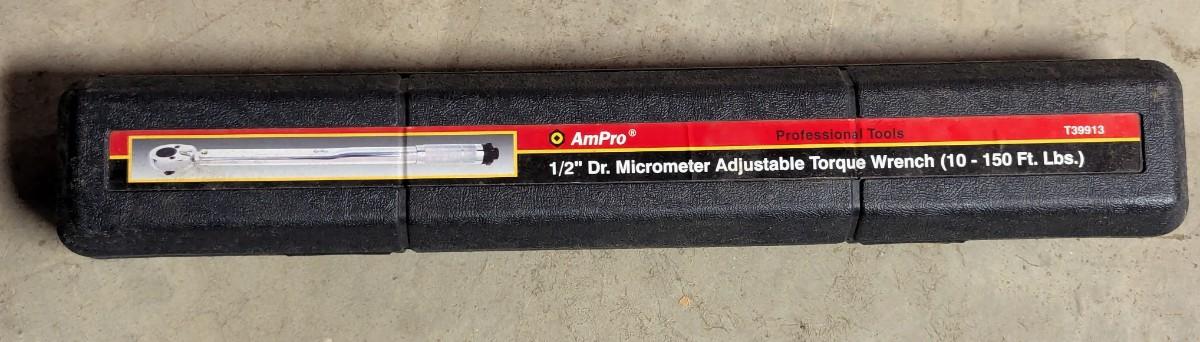 AmPro® Professional Tools T39913
1/2" Dr. Micrometer Adjustable Torque Wrench (10 - 150 Ft. Lbs.)